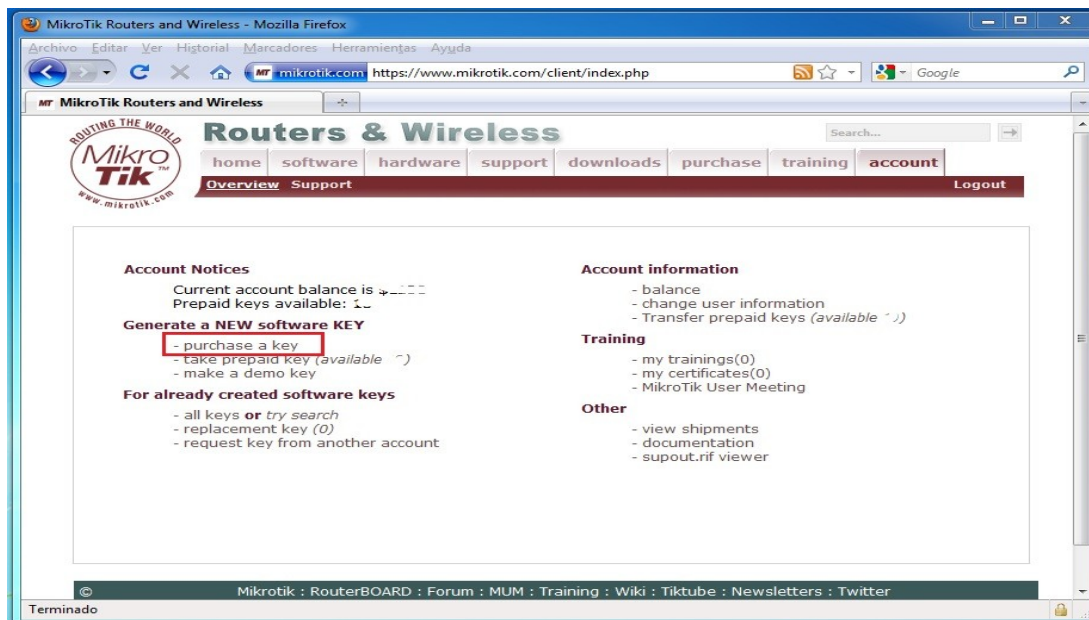 MikroTik Routers and Wireless - Mozilla Firefox
Archivo Editar Ver Historial Marcadores Herramientas Ayuda
MT mikrotik.com https://www.mikrotik.com/client/index.php Google
MT MikroTik Routers and Wireless
ROUTING THE WORLD
Mikro
Tik TM
www.mikrotik.com
Routers & Wireless
Search...
home software hardware support downloads purchase training account
Overview Support Logout
Account Notices
Current account balance is
Prepaid keys available:
Generate a NEW software KEY
- purchase a key
- take prepaid key (available )
- make a demo key
For already created software keys
- all keys or try search
- replacement key (0)
- request key from another account
Account information
- balance
- change user information
- Transfer prepaid keys (available )
Training
- my trainings(0)
- my certificates(0)
- MikroTik User Meeting
Other
- view shipments
- documentation
- supout.rif viewer
© Mikrotik : RouterBOARD : Forum : MUM : Training : Wiki : Tiktube : Newsletters : Twitter
Terminado